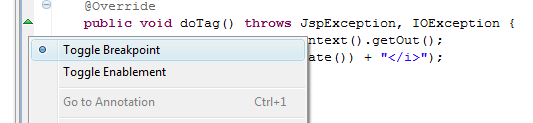 @Override
public void doTag() throws JspException, IOException {
ntext().getOut();
Toggle Breakpoint
ate()) + "</i>");
Toggle Enablement
Go to Annotation Ctrl+1